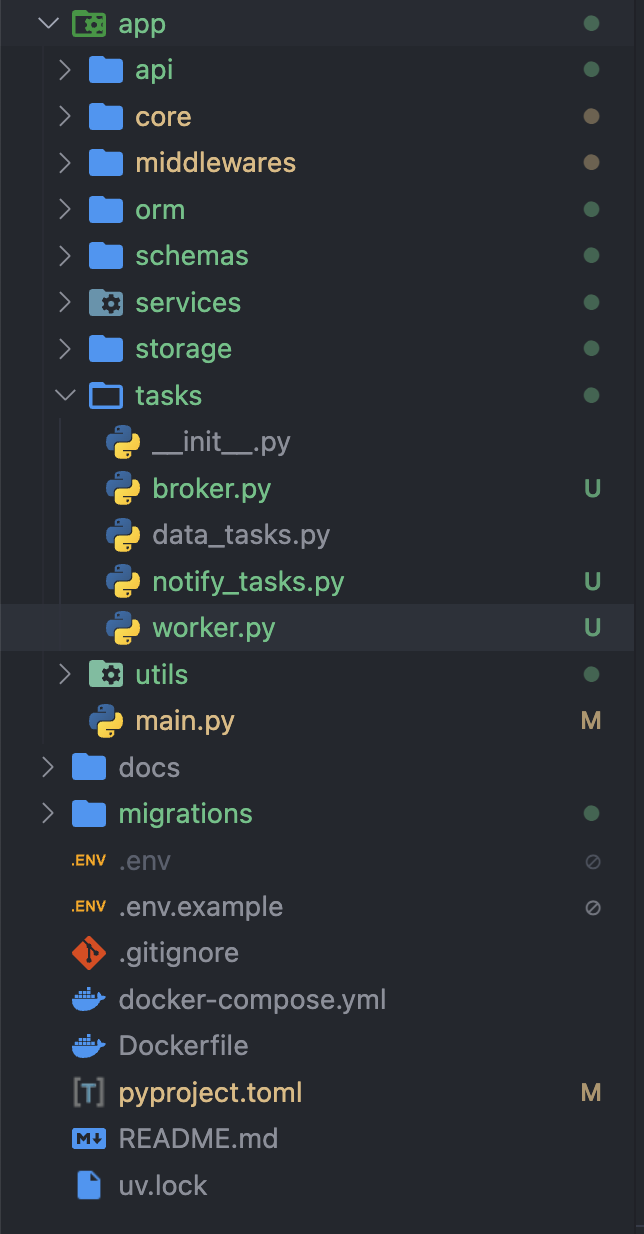 app
api
core
middlewares
orm
schemas
services
storage
tasks
__init__.py
broker.py U
data_tasks.py
notify_tasks.py U
worker.py U
utils
main.py M
docs
migrations
.ENV .env
.ENV .env.example
.gitignore
docker-compose.yml
Dockerfile
[T] pyproject.toml M
M↓ README.md
uv.lock